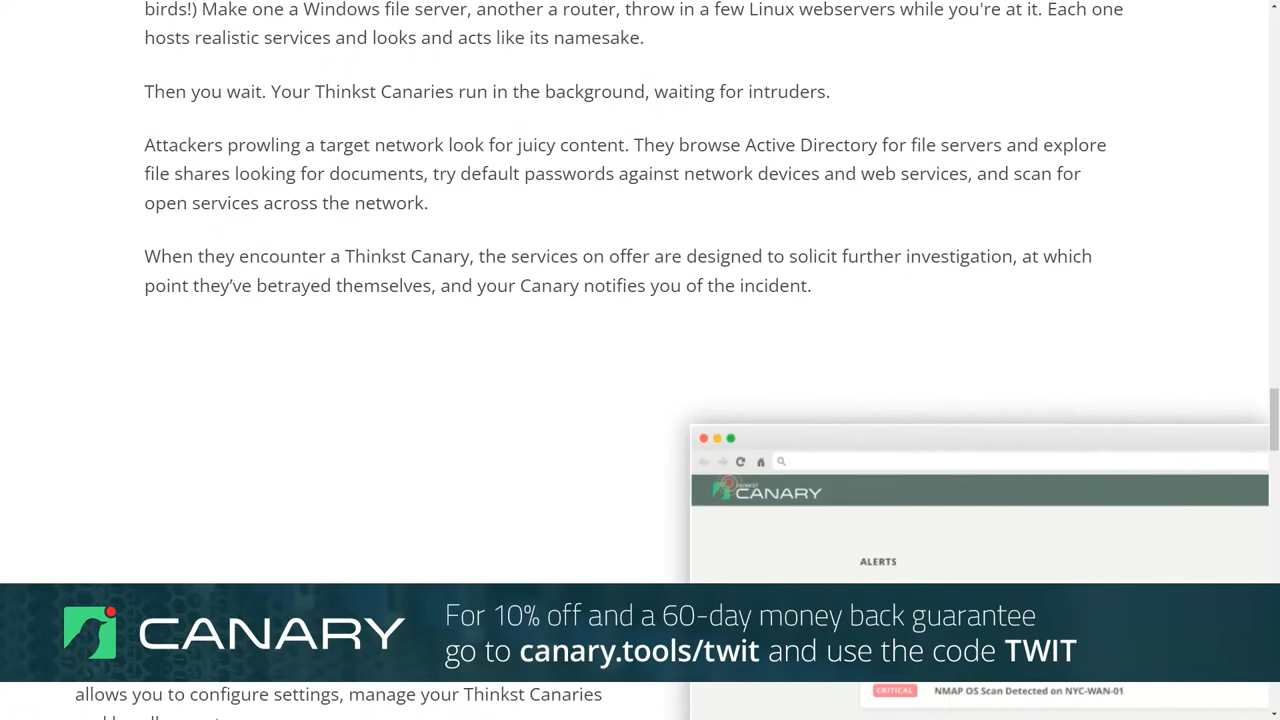 birds!) Make one a Windows file server, another a router, throw in a few Linux webservers while you're at it. Each one
hosts realistic services and looks and acts like its namesake.
Then you wait. Your Thinkst Canaries run in the background, waiting for intruders.
Attackers prowling a target network look for juicy content. They browse Active Directory for file servers and explore
file shares looking for documents, try default passwords against network devices and web services, and scan for
open services across the network.
When they encounter a Thinkst Canary, the services on offer are designed to solicit further investigation, at which
point they’ve betrayed themselves, and your Canary notifies you of the incident.
THINKST
CANARY
ALERTS
CANARY
For 10% off and a 60-day money back guarantee
go to canary.tools/twit and use the code TWIT
allows you to configure settings, manage your Thinkst Canaries
CRITICAL NMAP OS Scan Detected on NYC-WAN-01